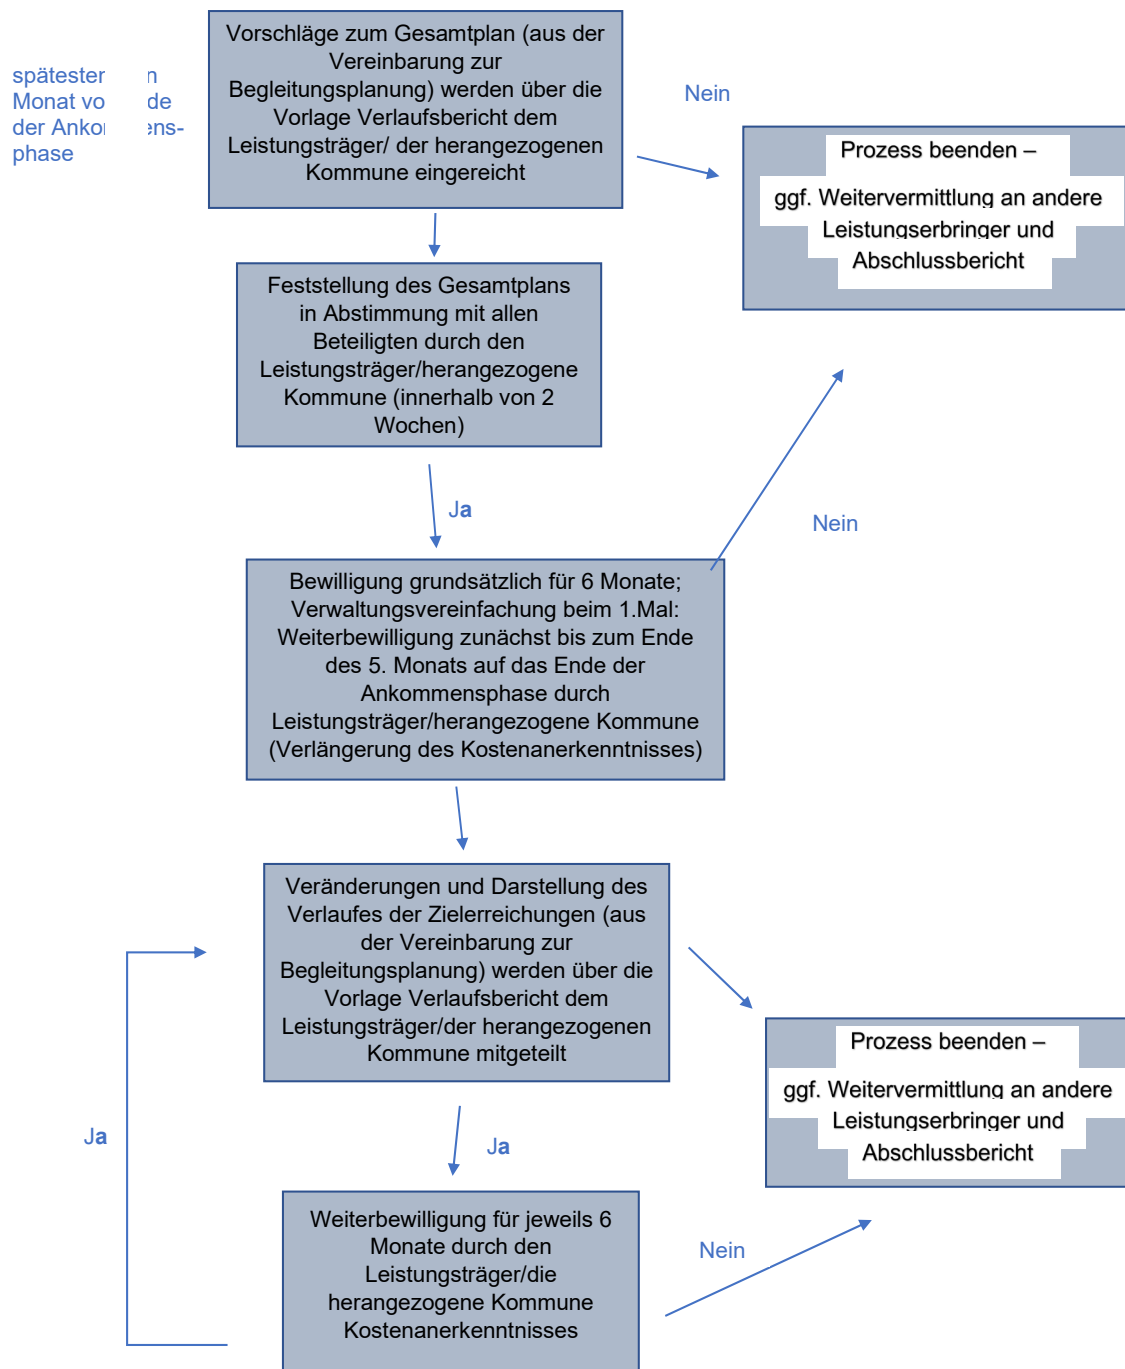 Vorschläge zum Gesamtplan (aus der
Vereinbarung zur
Begleitungsplanung) werden über die
Vorlage Verlaufsbericht dem
Leistungsträger/ der herangezogenen
Kommune eingereicht
Monat
der
phase
Nein
Prozess beenden –
ggf. Weitervermittlung an andere
Leistungserbringer und
Abschlussbericht
Feststellung des Gesamtplans
in Abstimmung mit allen
Beteiligten durch den
Leistungsträger/herangezogene
Kommune (innerhalb von 2
Wochen)
Ja
Nein
Bewilligung grundsätzlich für 6 Monate;
Verwaltungsvereinfachung beim 1.Mal:
Weiterbewilligung zunächst bis zum Ende
des 5. Monats auf das Ende der
Ankommensphase durch
Leistungsträger/herangezogene Kommune
(Verlängerung des Kostenanerkenntnisses)
Veränderungen und Darstellung des
Verlaufes der Zielerreichungen (aus
der Vereinbarung zur
Begleitungsplanung) werden über die
Vorlage Verlaufsbericht dem
Leistungsträger/der herangezogenen
Kommune mitgeteilt
Prozess beenden –
ggf. Weitervermittlung an andere
Leistungserbringer und
Abschlussbericht
Ja
Ja
Weiterbewilligung für jeweils 6
Monate durch den
Leistungsträger/die
herangezogene Kommune
Kostenanerkenntnisses
Nein